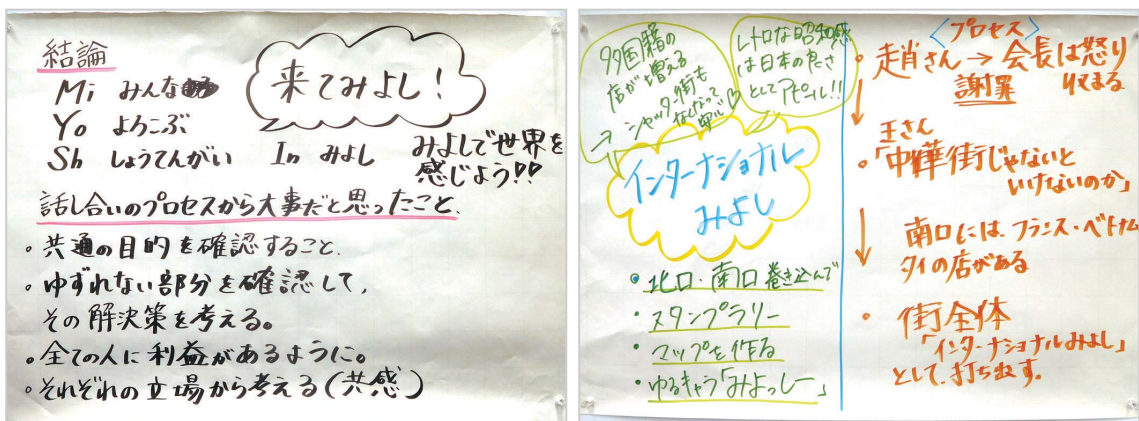 結論
Mi みんな
Yo よろこぶ
Sh しょうてんがい
In みよし
来てみよし!
みよしで世界を
感じよう!!
話し合いのプロセスから大事だと思ったこと.
・共通の目的を確認すること.
・ゆずれない部分を確認して,
その解決策を考える。
・全ての人に利益があるように。
・それぞれの立場から考える(共感)
多国籍の
店が増える
→シャッター街も
なくなって
レトロな昭和感
は日本の良さ
としてアピール!!
インターナショナル
みよし
・北口・南口巻き込んで
・スタンプラリー
・マップを作る
・ゆるキャラ「みよっしー」
〈プロセス〉
・走肖さん→会長は怒り
謝罪 収まる
↓
王さん
・「中華街じゃないと
いけないのか」
↓
南口には、フランス・ベトナム
タイの店がある
・街全体
「インターナショナルみよし」
として、打ち出す。